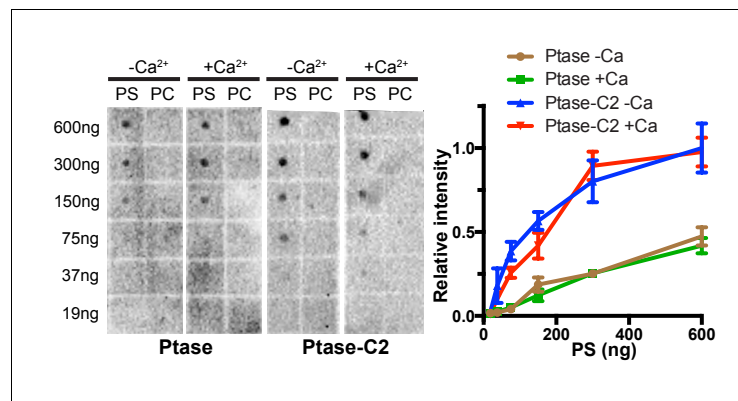 -Ca²⁺ +Ca²⁺ -Ca²⁺ +Ca²⁺
PS PC PS PC PS PC PS PC
600ng
300ng
150ng
75ng
37ng
19ng
Ptase Ptase-C2
Ptase -Ca
Ptase +Ca
Ptase-C2 -Ca
Ptase-C2 +Ca
Relative intensity
1.0
0.5
0.0
0 200 400 600
PS (ng)